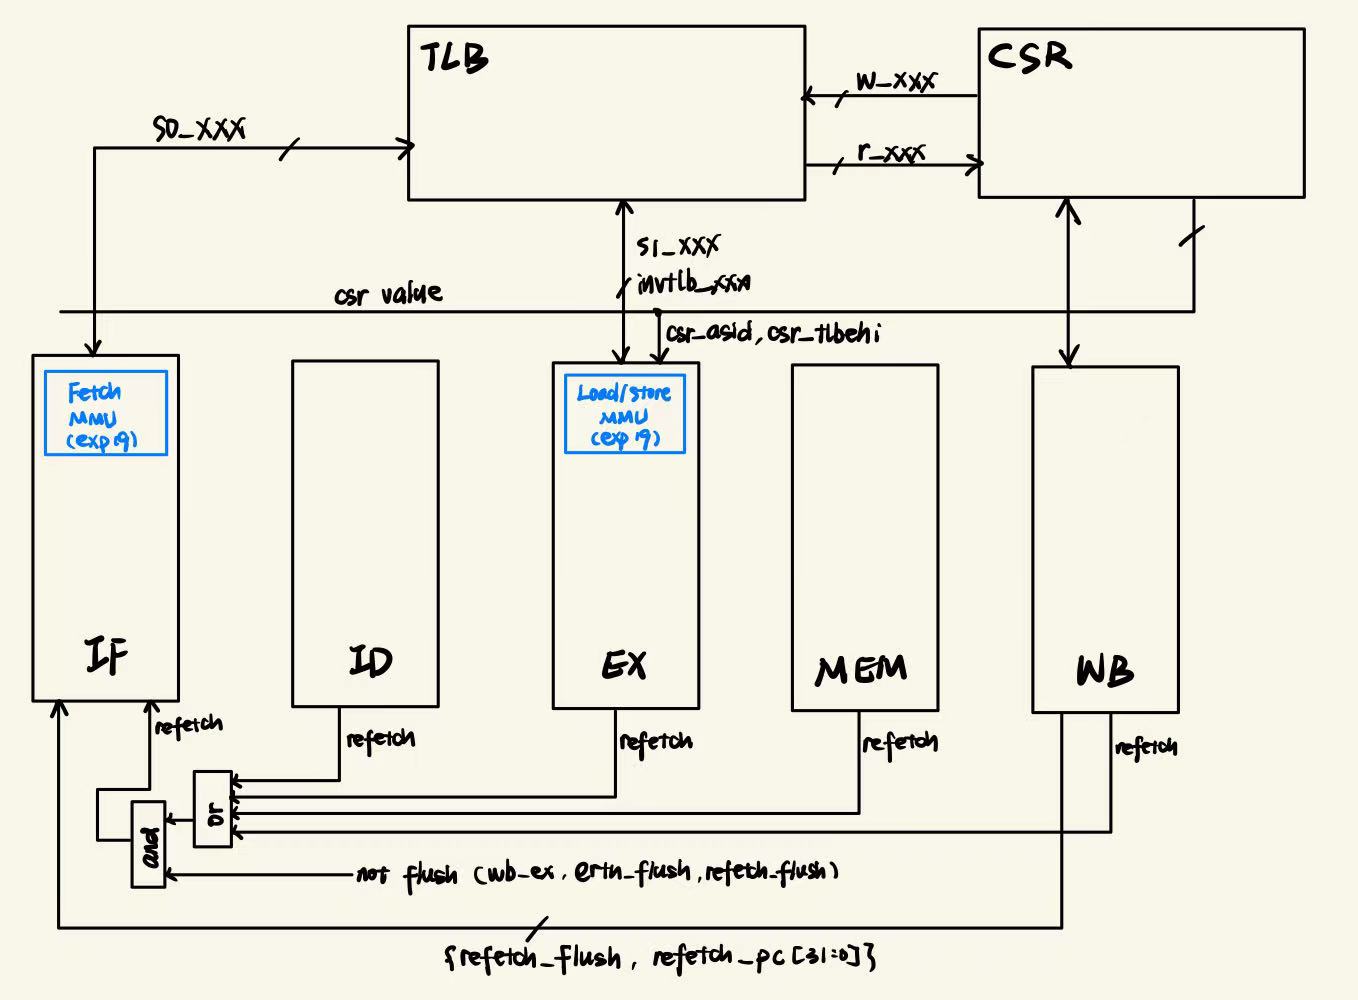 TLB
CSR
w_xxx
s0_xxx
r_xxx
s1_xxx
invtlb_xxx
csr value
csr_asid, csr_tlbehi
Fetch
MMU
(exp19)
Load/store
MMU
(exp19)
IF
ID
EX
MEM
WB
refetch
refetch
refetch
refetch
refetch
or
and
not flush (wb_ex, ertn_flush, refetch_flush)
{refetch_flush, refetch_pc[31:0]}